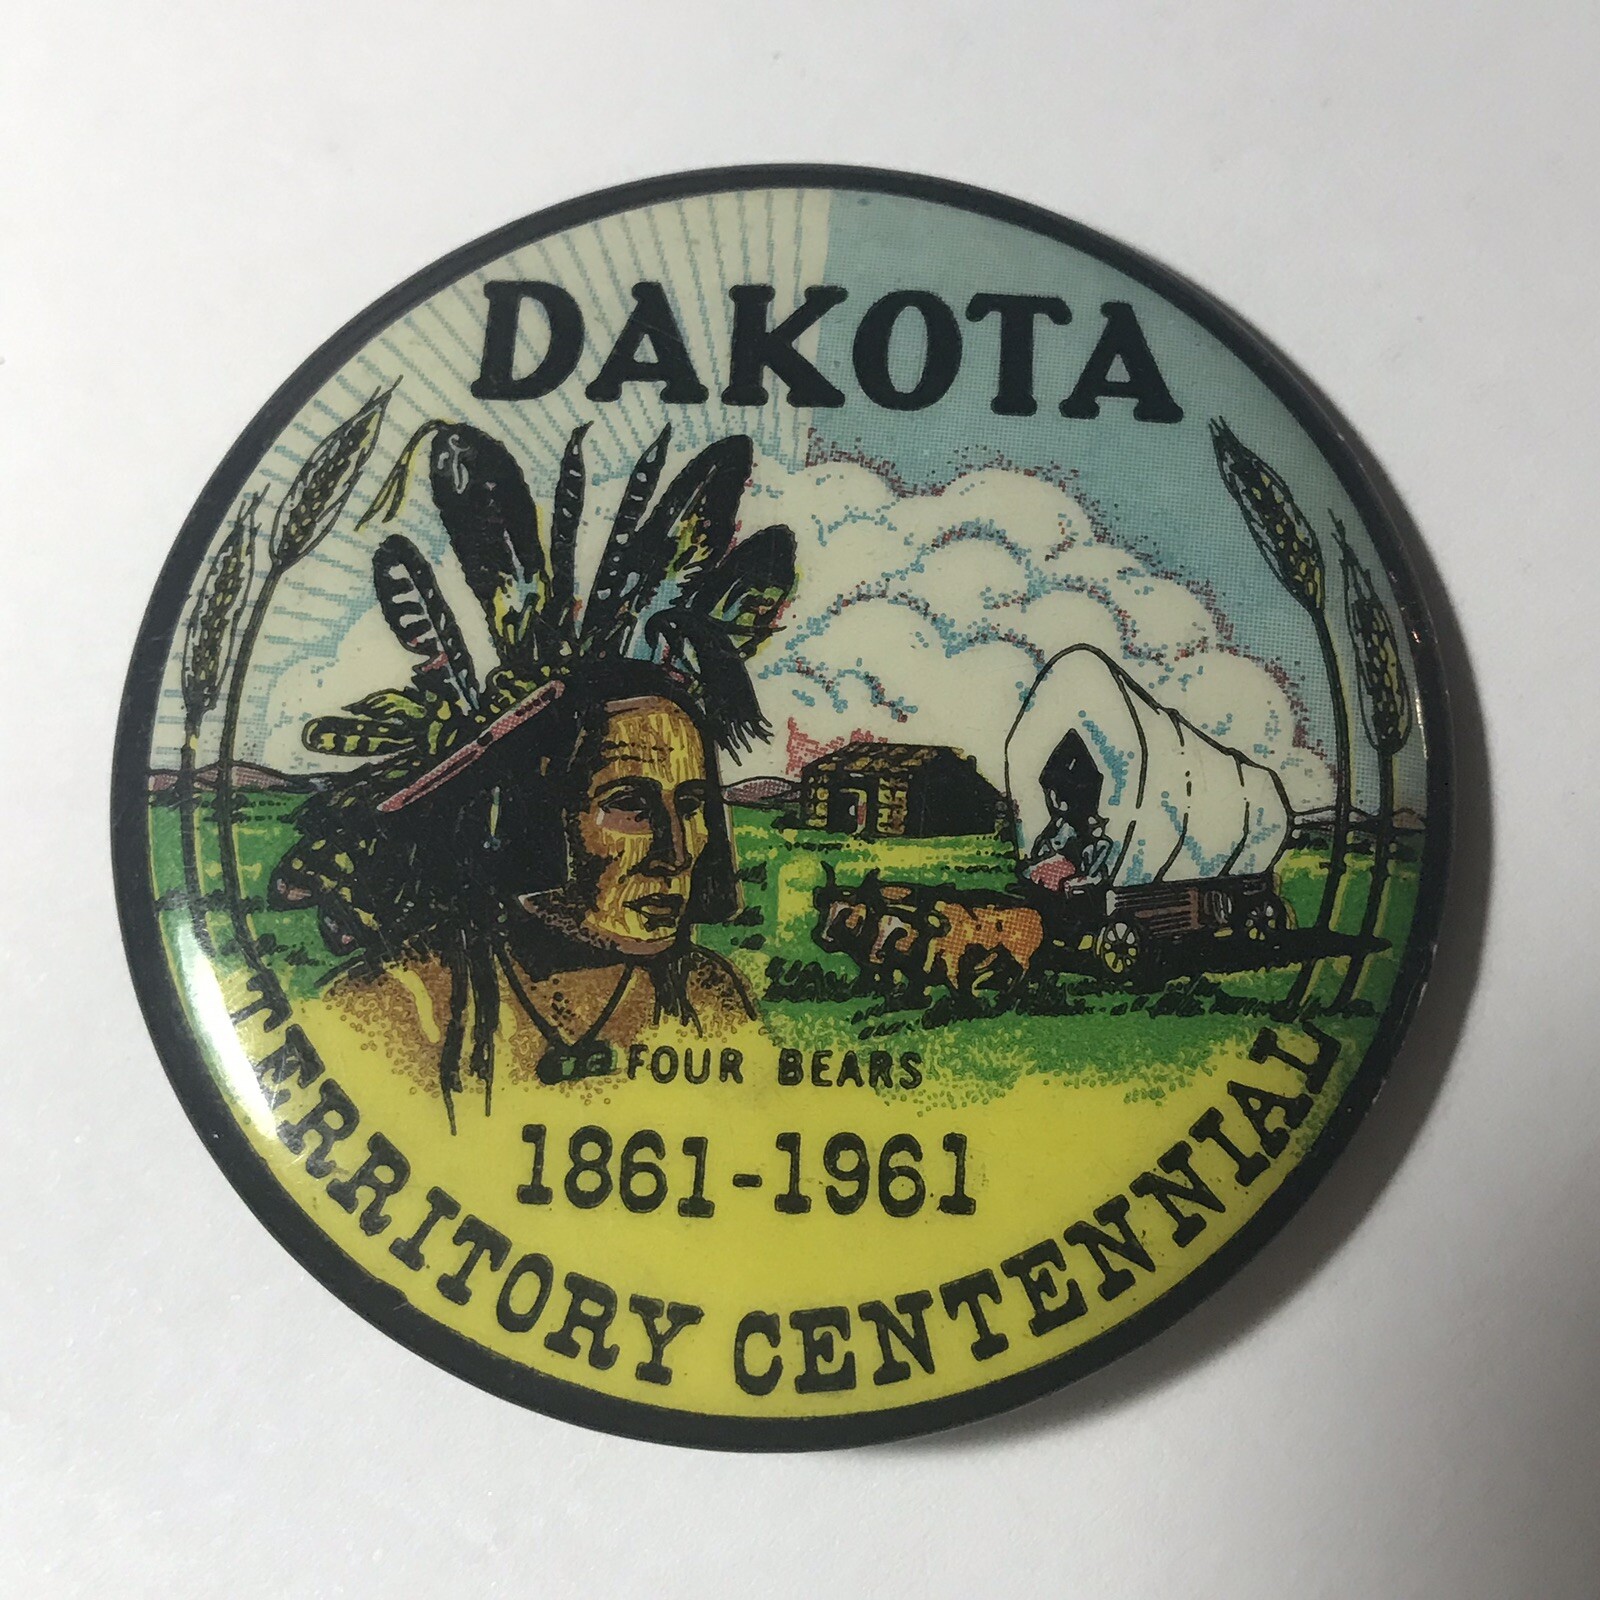 DAKOTA
FOUR BEARS
1861-1961
TERRITORY CENTENNIAL